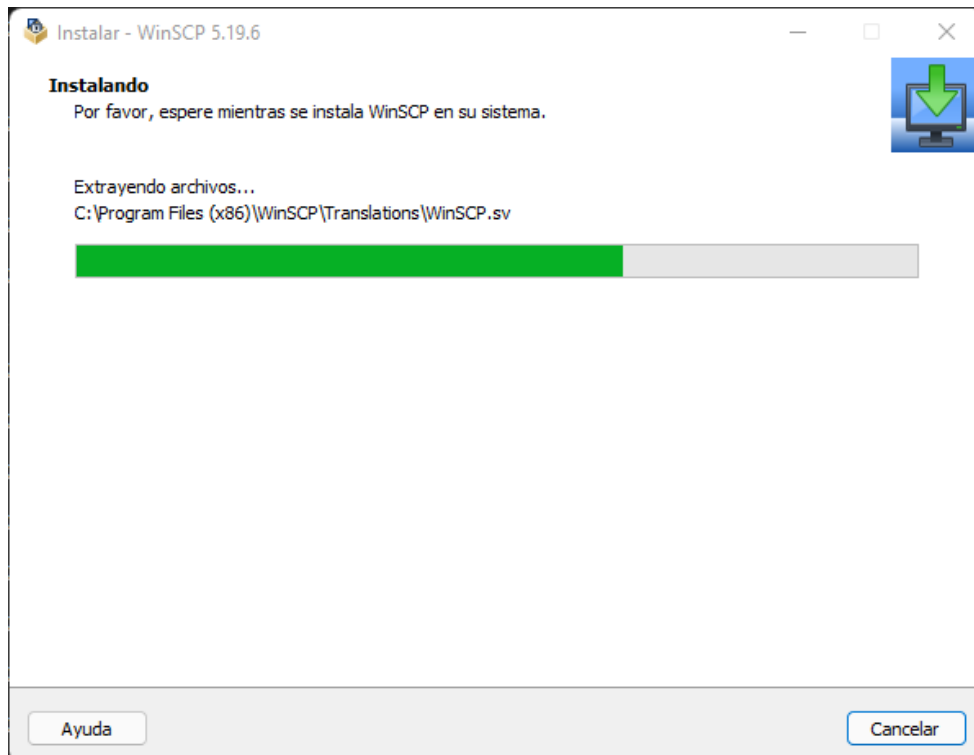 Instalar - WinSCP 5.19.6
Instalando
Por favor, espere mientras se instala WinSCP en su sistema.
Extrayendo archivos...
C:\Program Files (x86)\WinSCP\Translations\WinSCP.sv
Ayuda
Cancelar